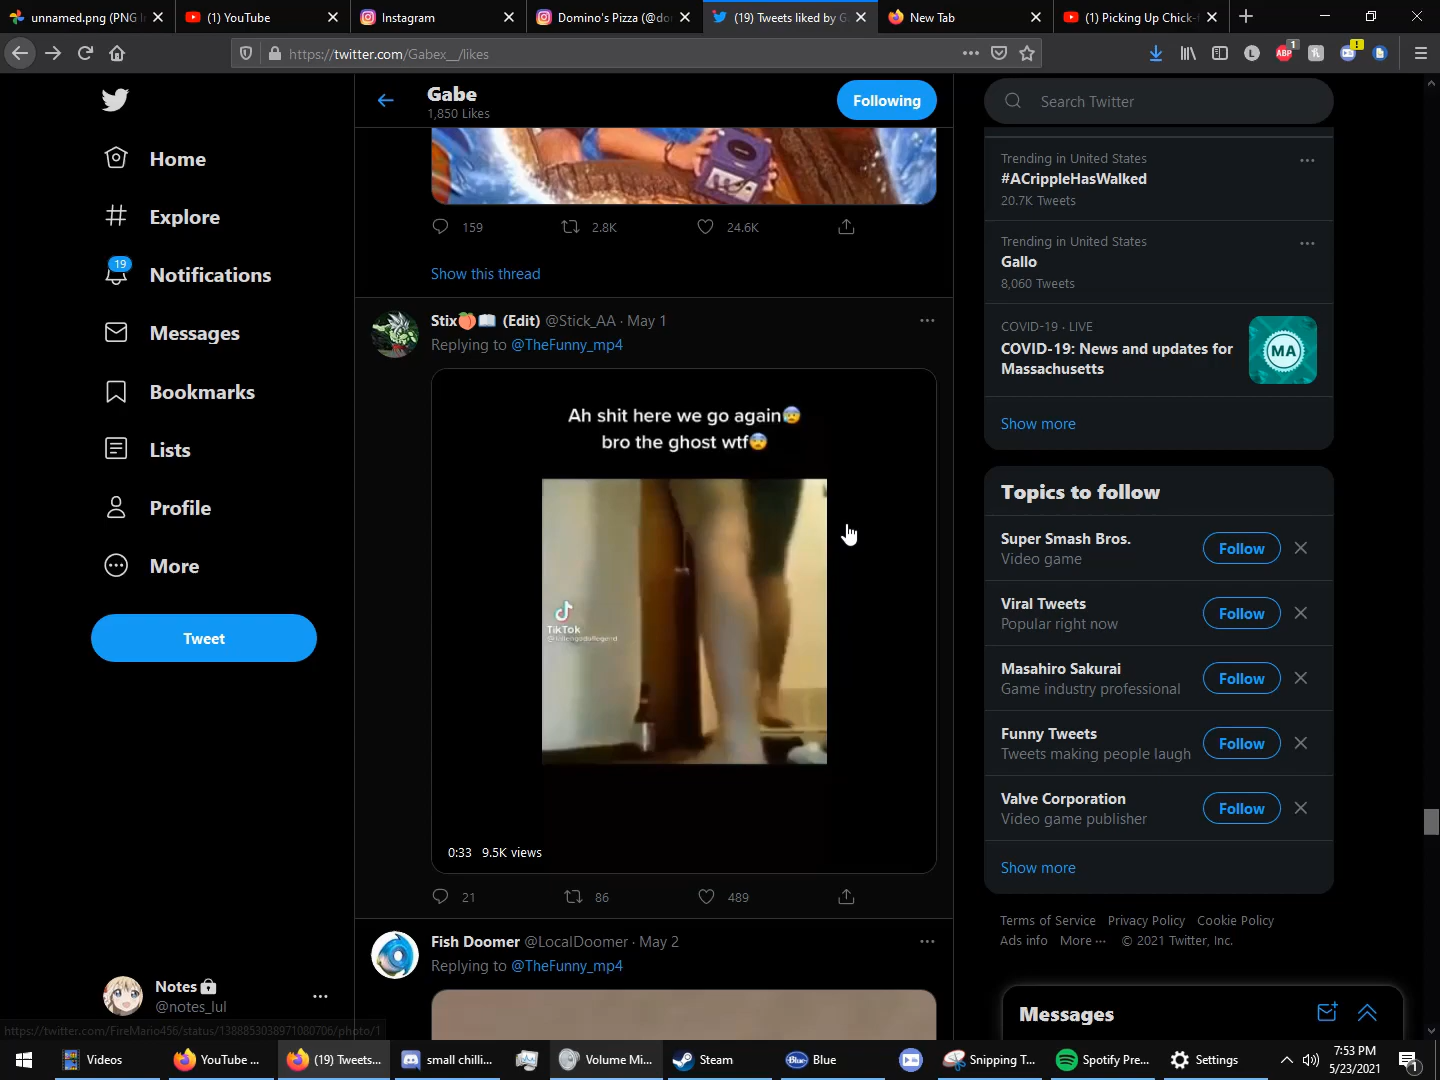 unnamed.png (PNG I
(1) YouTube
Instagram
Domino's Pizza (@do
(19) Tweets liked by G
New Tab
(1) Picking Up Chick-
https://twitter.com/Gabex__/likes
ABP
1
Home
Explore
19
Notifications
Messages
Bookmarks
Lists
Profile
More
Tweet
Notes🔒
@notes_lul
https://twitter.com/FireMario456/status/1388853038971080706/photo/1
Gabe
1,850 Likes
Following
159
2.8K
24.6K
Show this thread
Stix🍑📖 (Edit) @Stick_AA · May 1
Replying to @TheFunny_mp4
Ah shit here we go again😰
bro the ghost wtf😨
TikTok
0:33 9.5K views
21
86
489
Fish Doomer @LocalDoomer · May 2
Replying to @TheFunny_mp4
Search Twitter
Trending in United States
#ACrippleHasWalked
20.7K Tweets
Trending in United States
Gallo
8,060 Tweets
COVID-19 · LIVE
COVID-19: News and updates for
Massachusetts
MA
Show more
Topics to follow
Super Smash Bros.
Video game
Follow
Viral Tweets
Popular right now
Follow
Masahiro Sakurai
Game industry professional
Follow
Funny Tweets
Tweets making people laugh
Follow
Valve Corporation
Video game publisher
Follow
Show more
Terms of Service Privacy Policy Cookie Policy
Ads info More ··· © 2021 Twitter, Inc.
Messages
Videos
YouTube ...
(19) Tweets...
small chilli...
Volume Mi...
Steam
Blue
Snipping T...
Spotify Pre...
Settings
7:53 PM
5/23/2021
1